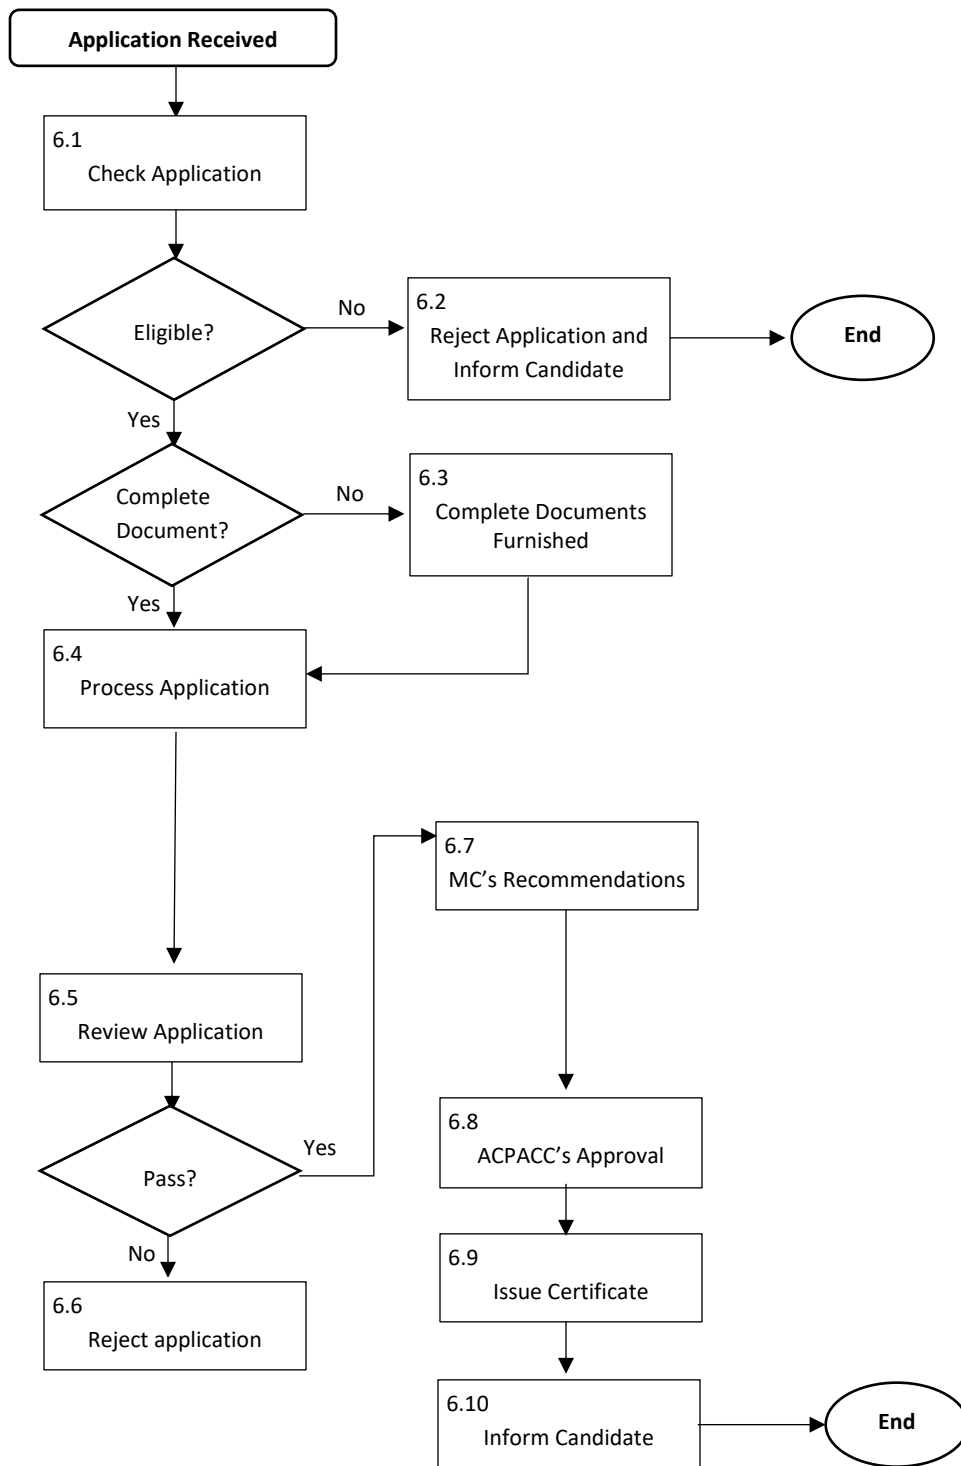 Application Received
6.1
Check Application
Eligible?
No
6.2
Reject Application and
Inform Candidate
End
Yes
Complete
Document?
No
6.3
Complete Documents
Furnished
Yes
6.4
Process Application
6.7
MC’s Recommendations
6.5
Review Application
Pass?
Yes
6.8
ACPACC’s Approval
No
6.9
Issue Certificate
6.6
Reject application
6.10
Inform Candidate
End